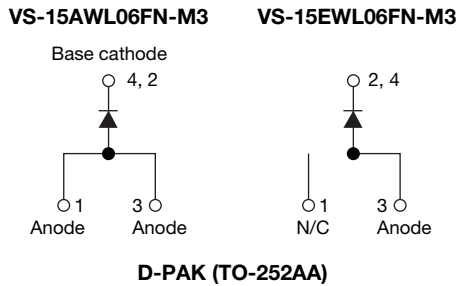 VS-15AWL06FN-M3 VS-15EWL06FN-M3
Base cathode
4, 2 2, 4
1 3 1 3
Anode Anode N/C Anode
D-PAK (TO-252AA)